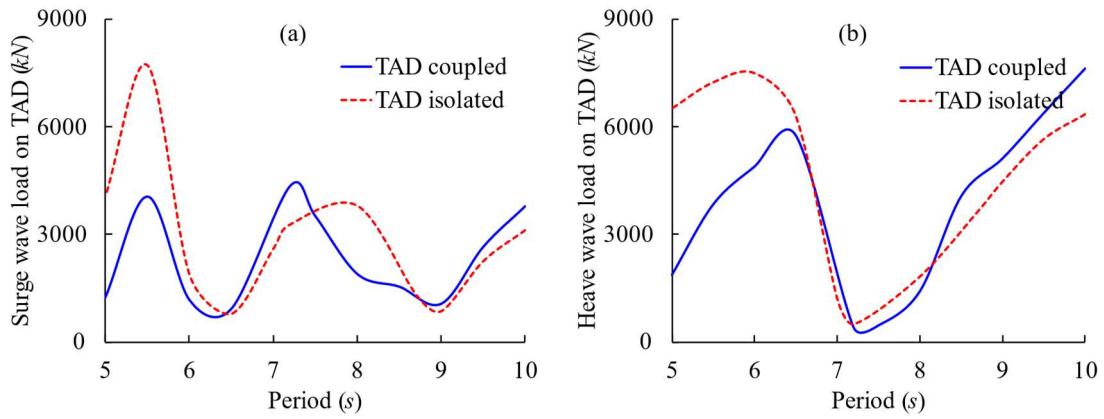 (a)
TAD coupled
TAD isolated
Surge wave load on TAD (kN)
9000
6000
3000
0
5 6 7 8 9 10
Period (s)
(b)
TAD coupled
TAD isolated
Heave wave load on TAD (kN)
9000
6000
3000
0
5 6 7 8 9 10
Period (s)